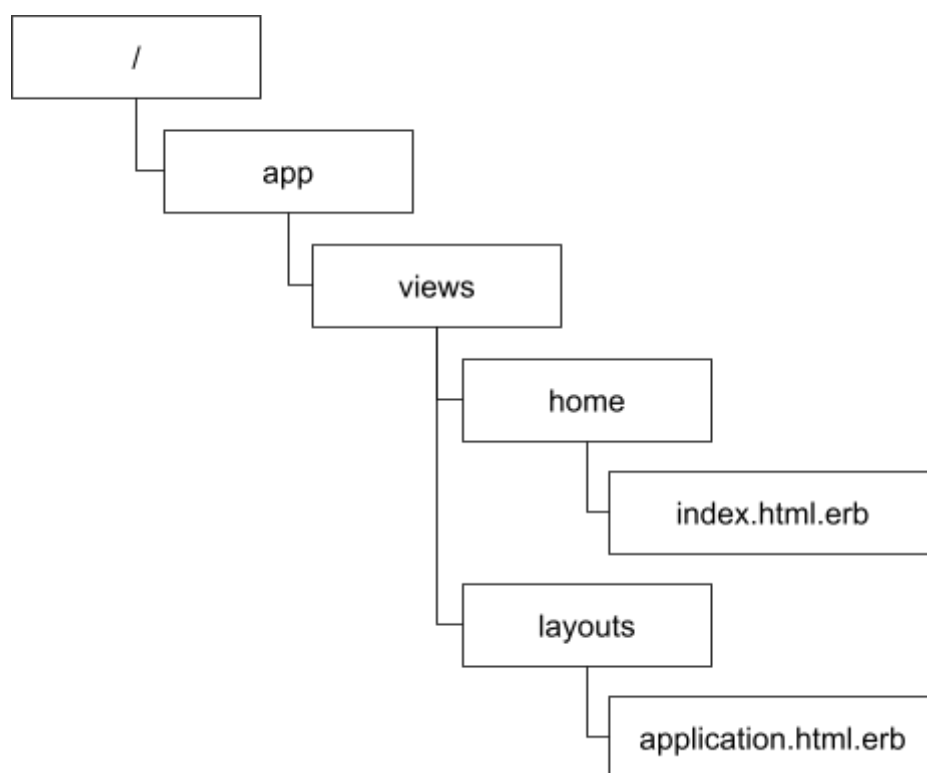 /
app
views
home
index.html.erb
layouts
application.html.erb